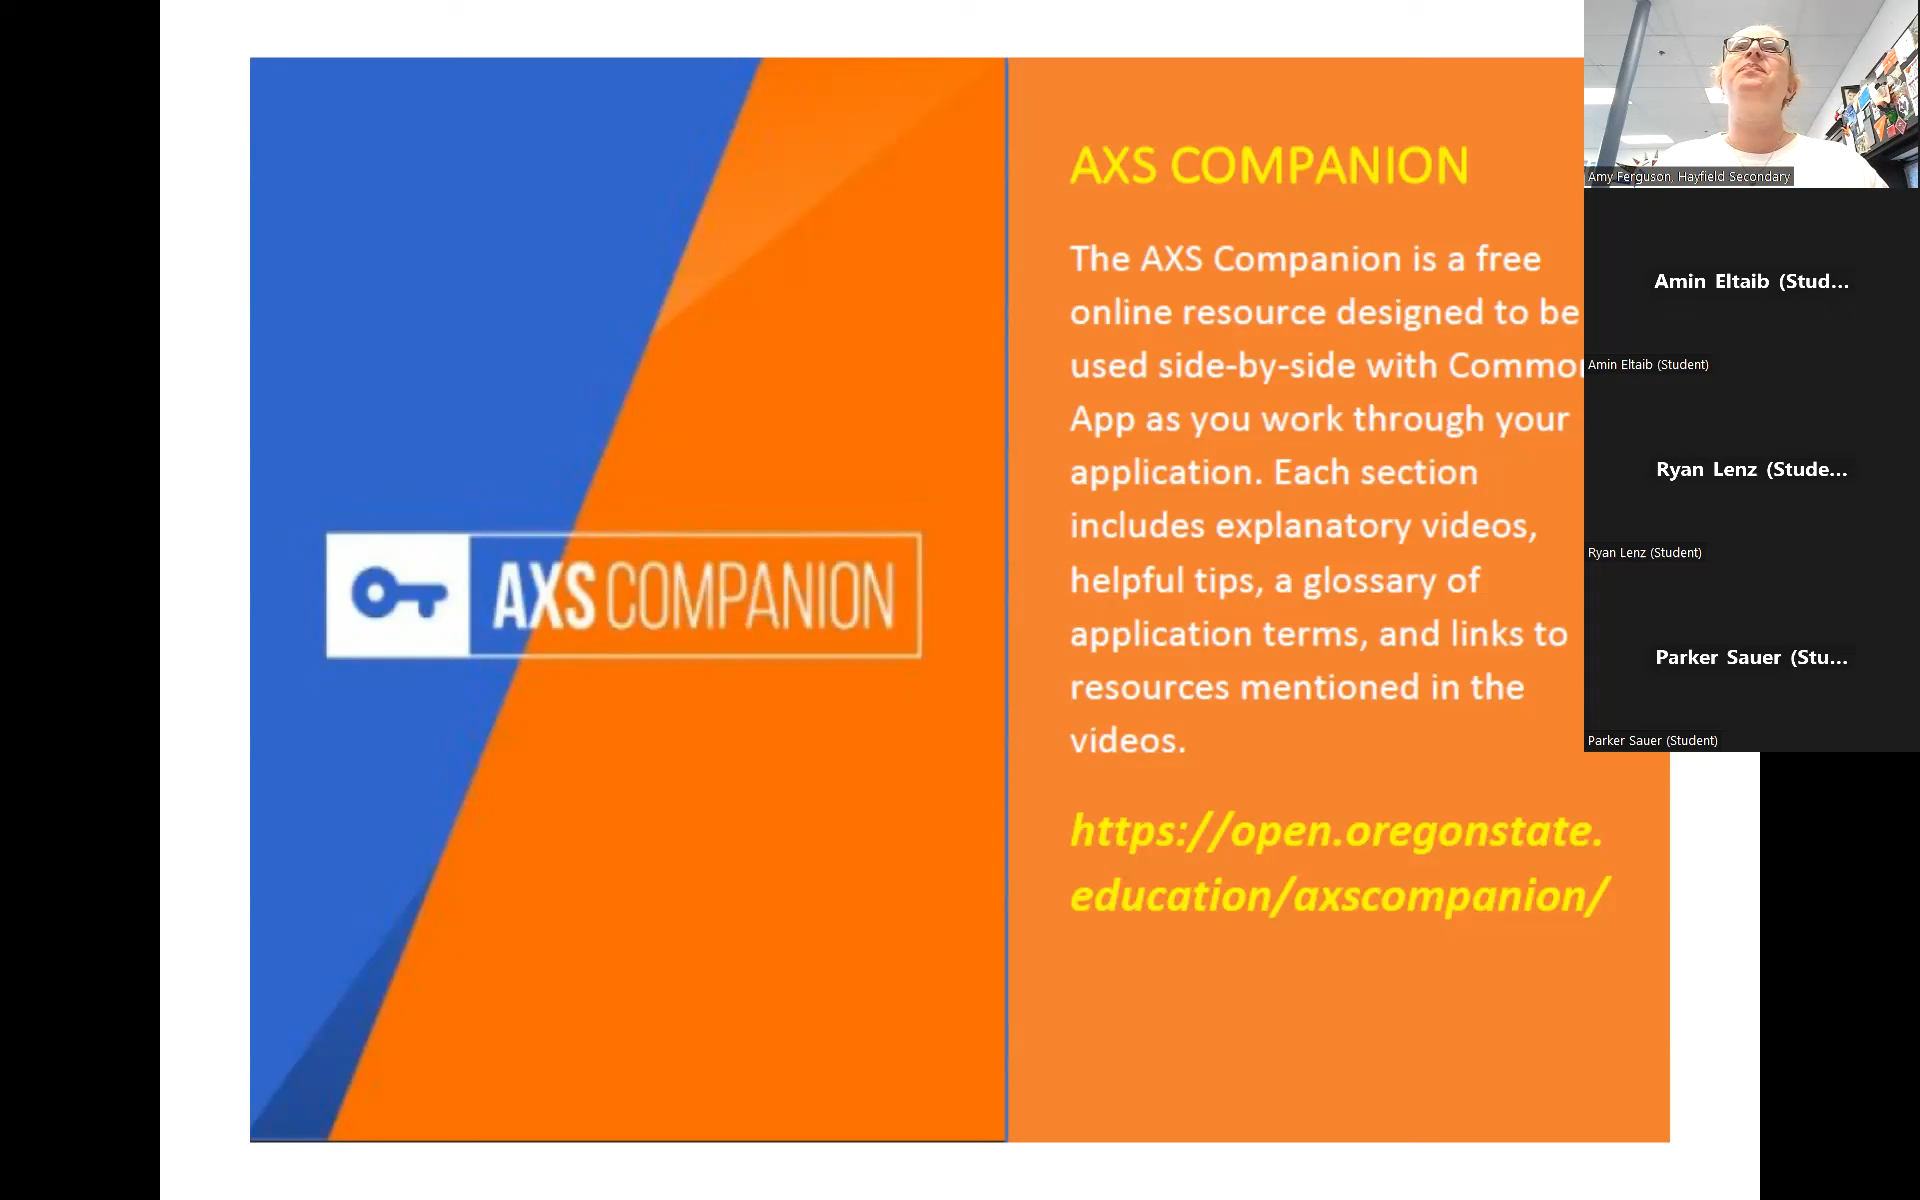 AXS COMPANION
AXS COMPANION
The AXS Companion is a free
online resource designed to be
used side-by-side with Common
App as you work through your
application. Each section
includes explanatory videos,
helpful tips, a glossary of
application terms, and links to
resources mentioned in the
videos.
https://open.oregonstate.
education/axscompanion/
Amy Ferguson, Hayfield Secondary
Amin Eltaib (Stud...
Amin Eltaib (Student)
Ryan Lenz (Stude...
Ryan Lenz (Student)
Parker Sauer (Stu...
Parker Sauer (Student)